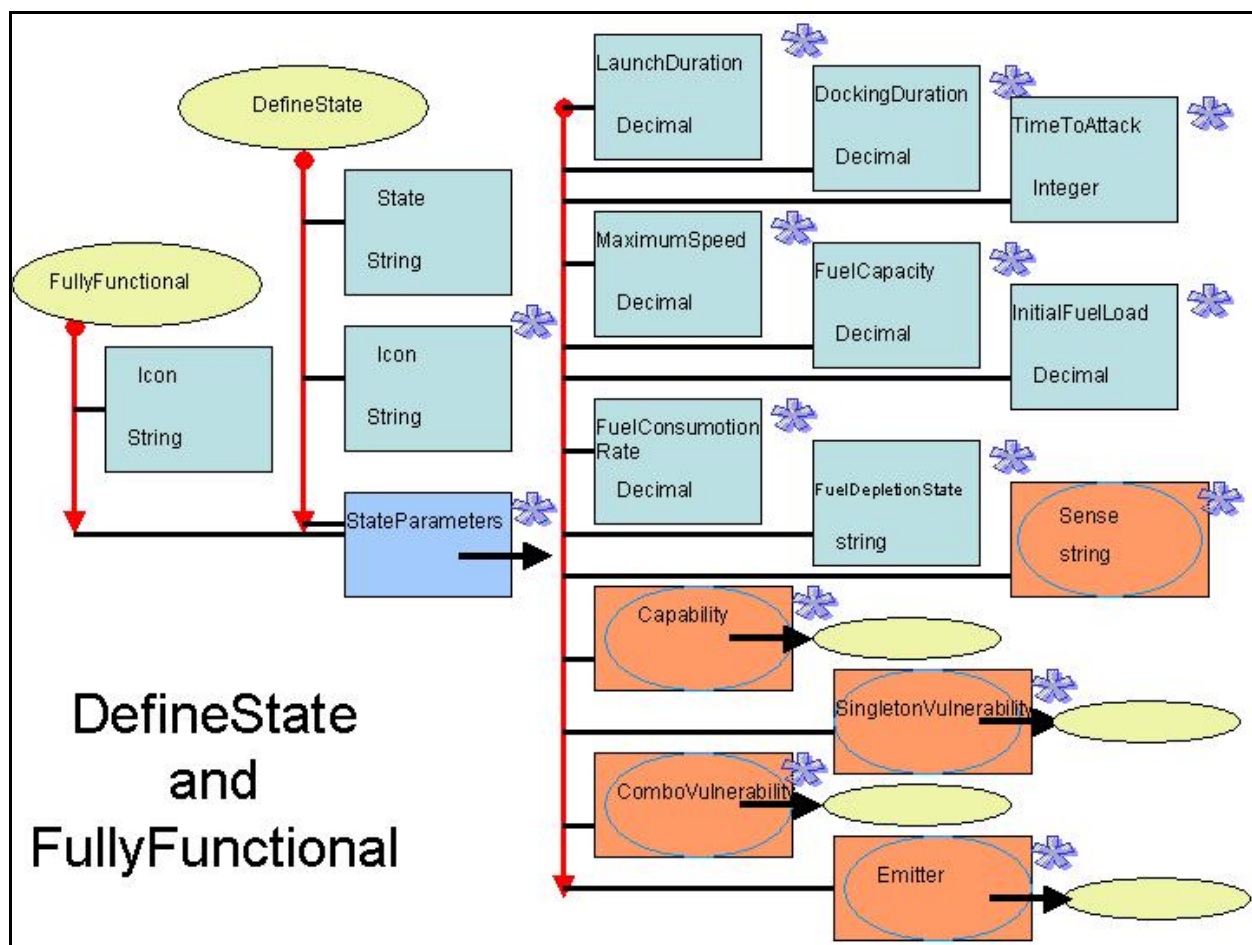 LaunchDuration
Decimal
DockingDuration
Decimal
TimeToAttack
Integer
DefineState
State
String
FullyFunctional
Icon
String
Icon
String
StateParameters
MaximumSpeed
Decimal
FuelCapacity
Decimal
InitialFuelLoad
Decimal
FuelConsumotion
Rate
Decimal
FuelDepletionState
string
Sense
string
Capability
SingletonVulnerability
ComboVulnerability
Emitter
DefineState
and
FullyFunctional